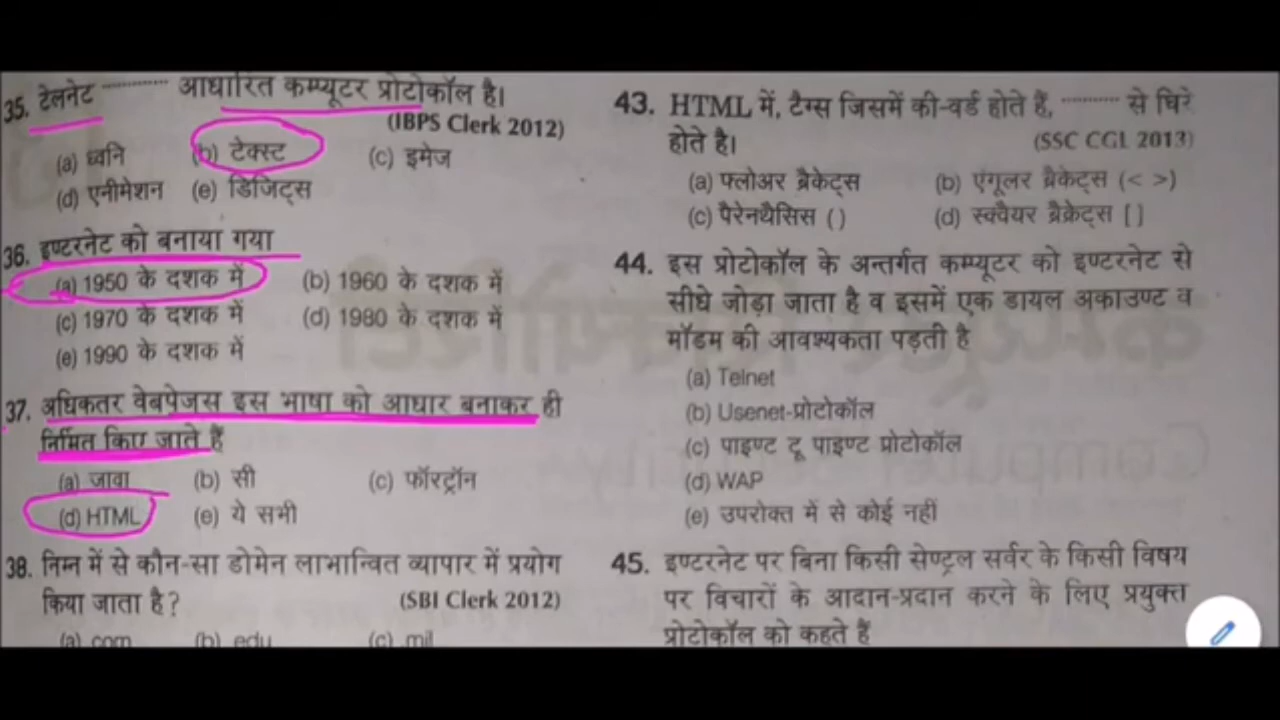 35. टेलनेट ............ आधारित कम्प्यूटर प्रोटोकॉल है।
(IBPS Clerk 2012)
(a) ध्वनि (b) टेक्स्ट (c) इमेज
(d) एनीमेशन (e) डिजिट्स
36. इण्टरनेट को बनाया गया
(a) 1950 के दशक में (b) 1960 के दशक में
(c) 1970 के दशक में (d) 1980 के दशक में
(e) 1990 के दशक में
37. अधिकतर वेबपेजस इस भाषा को आधार बनाकर ही
निर्मित किए जाते हैं
(a) जावा (b) सी (c) फॉरट्रॉन
(d) HTML (e) ये सभी
38. निम्न में से कौन-सा डोमेन लाभान्वित व्यापार में प्रयोग
किया जाता है?
(SBI Clerk 2012)
(a) com (b) edu (c) mil
43. HTML में, टैग्स जिसमें की-वर्ड होते हैं, ............ से घिरे
होते है।
(SSC CGL 2013)
(a) फ्लोअर ब्रैकेट्स (b) एंगूलर ब्रैकेट्स (< >)
(c) पैरेनथैसिस ( ) (d) स्क्वैयर ब्रैक्रेट्स [ ]
44. इस प्रोटोकॉल के अन्तर्गत कम्प्यूटर को इण्टरनेट से
सीधे जोड़ा जाता है व इसमें एक डायल अकाउण्ट व
मॉडम की आवश्यकता पड़ती है
(a) Telnet
(b) Usenet-प्रोटोकॉल
(c) पाइण्ट टू पाइण्ट प्रोटोकॉल
(d) WAP
(e) उपरोक्त में से कोई नहीं
45. इण्टरनेट पर बिना किसी सेण्ट्रल सर्वर के किसी विषय
पर विचारों के आदान-प्रदान करने के लिए प्रयुक्त
प्रोटोकॉल को कहते हैं